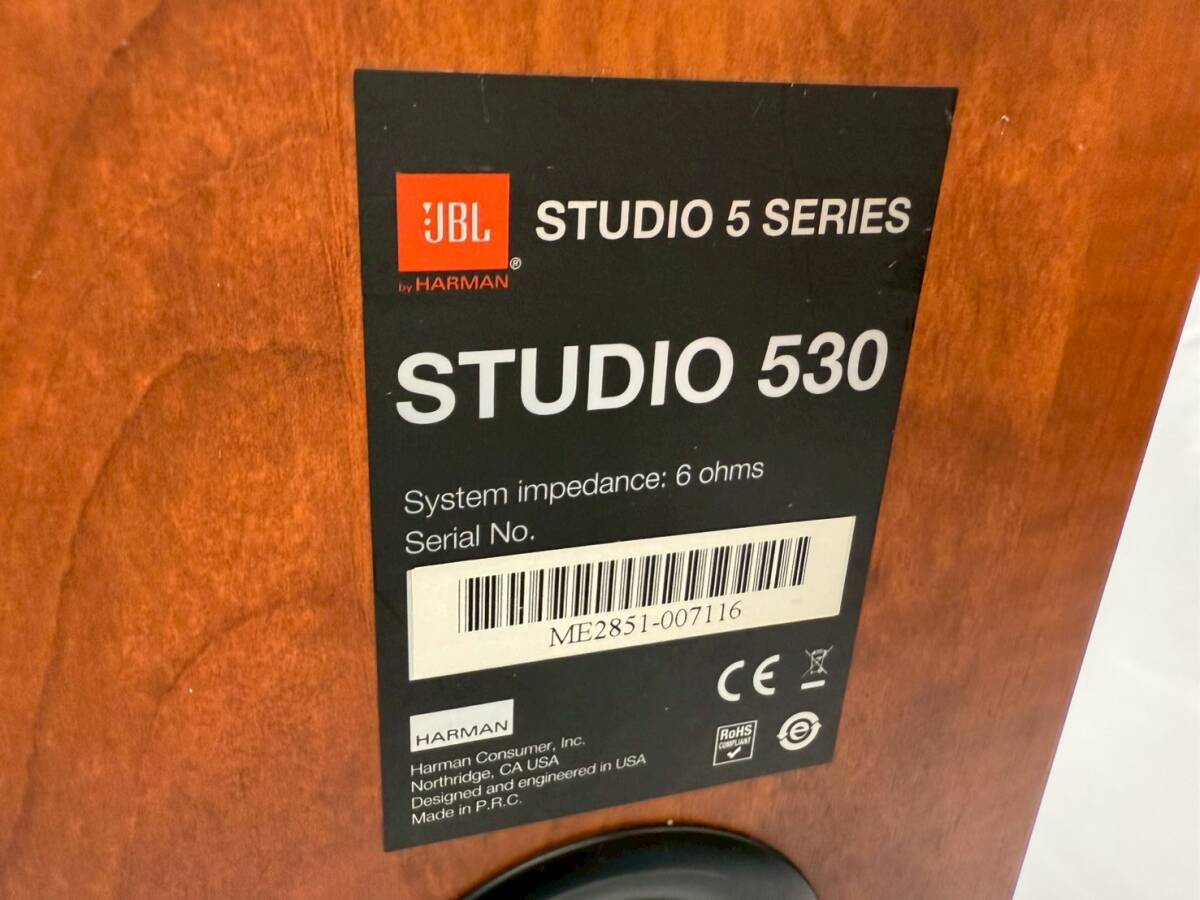 JBL
®
by HARMAN
STUDIO 5 SERIES
STUDIO 530
System impedance: 6 ohms
Serial No.
ME2851-007116
CE
RoHS
COMPLIANT
e
HARMAN
Harman Consumer, Inc.
Northridge, CA USA
Designed and engineered in USA
Made in P.R.C.